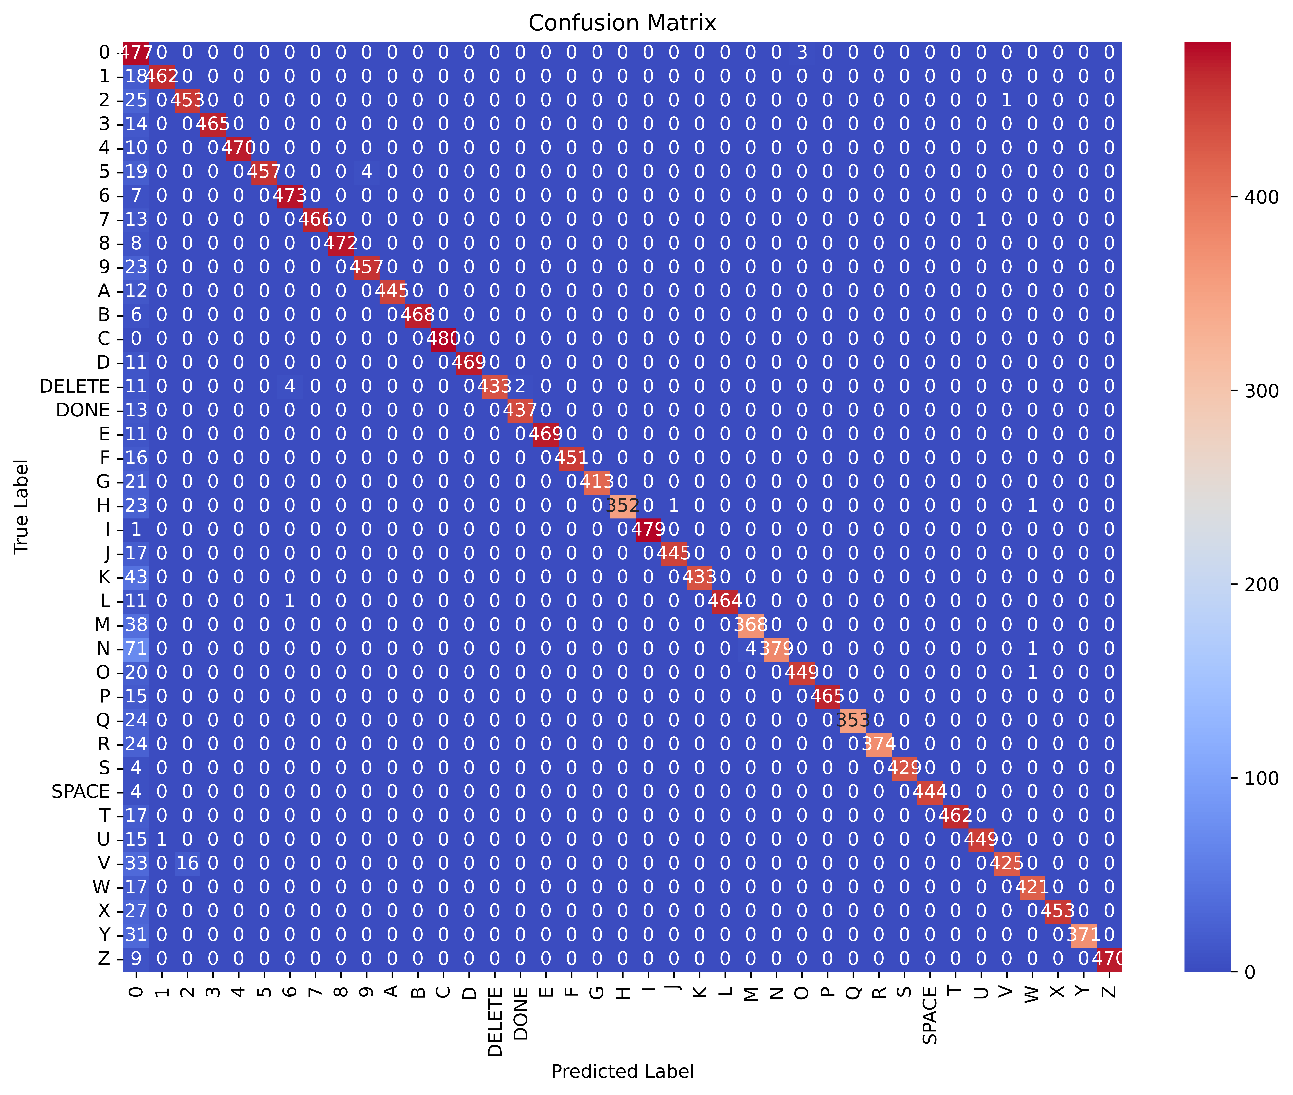 Confusion Matrix
0 477 0 0 0 0 0 0 0 0 0 0 0 0 0 0 0 0 0 0 0 0 0 0 0 0 0 3 0 0 0 0 0 0 0 0 0 0 0 0
1 18 462 0 0 0 0 0 0 0 0 0 0 0 0 0 0 0 0 0 0 0 0 0 0 0 0 0 0 0 0 0 0 0 0 0 0 0 0 0
2 25 0 453 0 0 0 0 0 0 0 0 0 0 0 0 0 0 0 0 0 0 0 0 0 0 0 0 0 0 0 0 0 0 0 1 0 0 0 0
3 14 0 0 465 0 0 0 0 0 0 0 0 0 0 0 0 0 0 0 0 0 0 0 0 0 0 0 0 0 0 0 0 0 0 0 0 0 0 0
4 10 0 0 0 470 0 0 0 0 0 0 0 0 0 0 0 0 0 0 0 0 0 0 0 0 0 0 0 0 0 0 0 0 0 0 0 0 0 0
5 19 0 0 0 0 457 0 0 0 4 0 0 0 0 0 0 0 0 0 0 0 0 0 0 0 0 0 0 0 0 0 0 0 0 0 0 0 0 0
6 7 0 0 0 0 0 473 0 0 0 0 0 0 0 0 0 0 0 0 0 0 0 0 0 0 0 0 0 0 0 0 0 0 0 0 0 0 0 0
7 13 0 0 0 0 0 0 466 0 0 0 0 0 0 0 0 0 0 0 0 0 0 0 0 0 0 0 0 0 0 0 0 0 1 0 0 0 0 0
8 8 0 0 0 0 0 0 0 472 0 0 0 0 0 0 0 0 0 0 0 0 0 0 0 0 0 0 0 0 0 0 0 0 0 0 0 0 0 0
9 23 0 0 0 0 0 0 0 0 457 0 0 0 0 0 0 0 0 0 0 0 0 0 0 0 0 0 0 0 0 0 0 0 0 0 0 0 0 0
A 12 0 0 0 0 0 0 0 0 0 445 0 0 0 0 0 0 0 0 0 0 0 0 0 0 0 0 0 0 0 0 0 0 0 0 0 0 0 0
B 6 0 0 0 0 0 0 0 0 0 0 468 0 0 0 0 0 0 0 0 0 0 0 0 0 0 0 0 0 0 0 0 0 0 0 0 0 0 0
C 0 0 0 0 0 0 0 0 0 0 0 0 480 0 0 0 0 0 0 0 0 0 0 0 0 0 0 0 0 0 0 0 0 0 0 0 0 0 0
D 11 0 0 0 0 0 0 0 0 0 0 0 0 469 0 0 0 0 0 0 0 0 0 0 0 0 0 0 0 0 0 0 0 0 0 0 0 0 0
DELETE 11 0 0 0 0 0 4 0 0 0 0 0 0 0 433 2 0 0 0 0 0 0 0 0 0 0 0 0 0 0 0 0 0 0 0 0 0 0 0
DONE 13 0 0 0 0 0 0 0 0 0 0 0 0 0 0 437 0 0 0 0 0 0 0 0 0 0 0 0 0 0 0 0 0 0 0 0 0 0 0
E 11 0 0 0 0 0 0 0 0 0 0 0 0 0 0 0 469 0 0 0 0 0 0 0 0 0 0 0 0 0 0 0 0 0 0 0 0 0 0
F 16 0 0 0 0 0 0 0 0 0 0 0 0 0 0 0 0 451 0 0 0 0 0 0 0 0 0 0 0 0 0 0 0 0 0 0 0 0 0
G 21 0 0 0 0 0 0 0 0 0 0 0 0 0 0 0 0 0 413 0 0 0 0 0 0 0 0 0 0 0 0 0 0 0 0 0 0 0 0
H 23 0 0 0 0 0 0 0 0 0 0 0 0 0 0 0 0 0 0 352 0 1 0 0 0 0 0 0 0 0 0 0 0 0 0 1 0 0 0
I 1 0 0 0 0 0 0 0 0 0 0 0 0 0 0 0 0 0 0 0 479 0 0 0 0 0 0 0 0 0 0 0 0 0 0 0 0 0 0
J 17 0 0 0 0 0 0 0 0 0 0 0 0 0 0 0 0 0 0 0 0 445 0 0 0 0 0 0 0 0 0 0 0 0 0 0 0 0 0
K 43 0 0 0 0 0 0 0 0 0 0 0 0 0 0 0 0 0 0 0 0 0 433 0 0 0 0 0 0 0 0 0 0 0 0 0 0 0 0
L 11 0 0 0 0 0 1 0 0 0 0 0 0 0 0 0 0 0 0 0 0 0 0 464 0 0 0 0 0 0 0 0 0 0 0 0 0 0 0
M 38 0 0 0 0 0 0 0 0 0 0 0 0 0 0 0 0 0 0 0 0 0 0 0 368 0 0 0 0 0 0 0 0 0 0 0 0 0 0
N 71 0 0 0 0 0 0 0 0 0 0 0 0 0 0 0 0 0 0 0 0 0 0 0 4 379 0 0 0 0 0 0 0 0 0 1 0 0 0
O 20 0 0 0 0 0 0 0 0 0 0 0 0 0 0 0 0 0 0 0 0 0 0 0 0 0 449 0 0 0 0 0 0 0 0 1 0 0 0
P 15 0 0 0 0 0 0 0 0 0 0 0 0 0 0 0 0 0 0 0 0 0 0 0 0 0 0 465 0 0 0 0 0 0 0 0 0 0 0
Q 24 0 0 0 0 0 0 0 0 0 0 0 0 0 0 0 0 0 0 0 0 0 0 0 0 0 0 0 353 0 0 0 0 0 0 0 0 0 0
R 24 0 0 0 0 0 0 0 0 0 0 0 0 0 0 0 0 0 0 0 0 0 0 0 0 0 0 0 0 374 0 0 0 0 0 0 0 0 0
S 4 0 0 0 0 0 0 0 0 0 0 0 0 0 0 0 0 0 0 0 0 0 0 0 0 0 0 0 0 0 429 0 0 0 0 0 0 0 0
SPACE 4 0 0 0 0 0 0 0 0 0 0 0 0 0 0 0 0 0 0 0 0 0 0 0 0 0 0 0 0 0 0 444 0 0 0 0 0 0 0
T 17 0 0 0 0 0 0 0 0 0 0 0 0 0 0 0 0 0 0 0 0 0 0 0 0 0 0 0 0 0 0 0 462 0 0 0 0 0 0
U 15 1 0 0 0 0 0 0 0 0 0 0 0 0 0 0 0 0 0 0 0 0 0 0 0 0 0 0 0 0 0 0 0 449 0 0 0 0 0
V 33 0 16 0 0 0 0 0 0 0 0 0 0 0 0 0 0 0 0 0 0 0 0 0 0 0 0 0 0 0 0 0 0 0 425 0 0 0 0
W 17 0 0 0 0 0 0 0 0 0 0 0 0 0 0 0 0 0 0 0 0 0 0 0 0 0 0 0 0 0 0 0 0 0 0 421 0 0 0
X 27 0 0 0 0 0 0 0 0 0 0 0 0 0 0 0 0 0 0 0 0 0 0 0 0 0 0 0 0 0 0 0 0 0 0 0 453 0 0
Y 31 0 0 0 0 0 0 0 0 0 0 0 0 0 0 0 0 0 0 0 0 0 0 0 0 0 0 0 0 0 0 0 0 0 0 0 0 371 0
Z 9 0 0 0 0 0 0 0 0 0 0 0 0 0 0 0 0 0 0 0 0 0 0 0 0 0 0 0 0 0 0 0 0 0 0 0 0 0 470
0 1 2 3 4 5 6 7 8 9 A B C D DELETE DONE E F G H I J K L M N O P Q R S SPACE T U V W X Y Z
Predicted Label
True Label
400
300
200
100
0